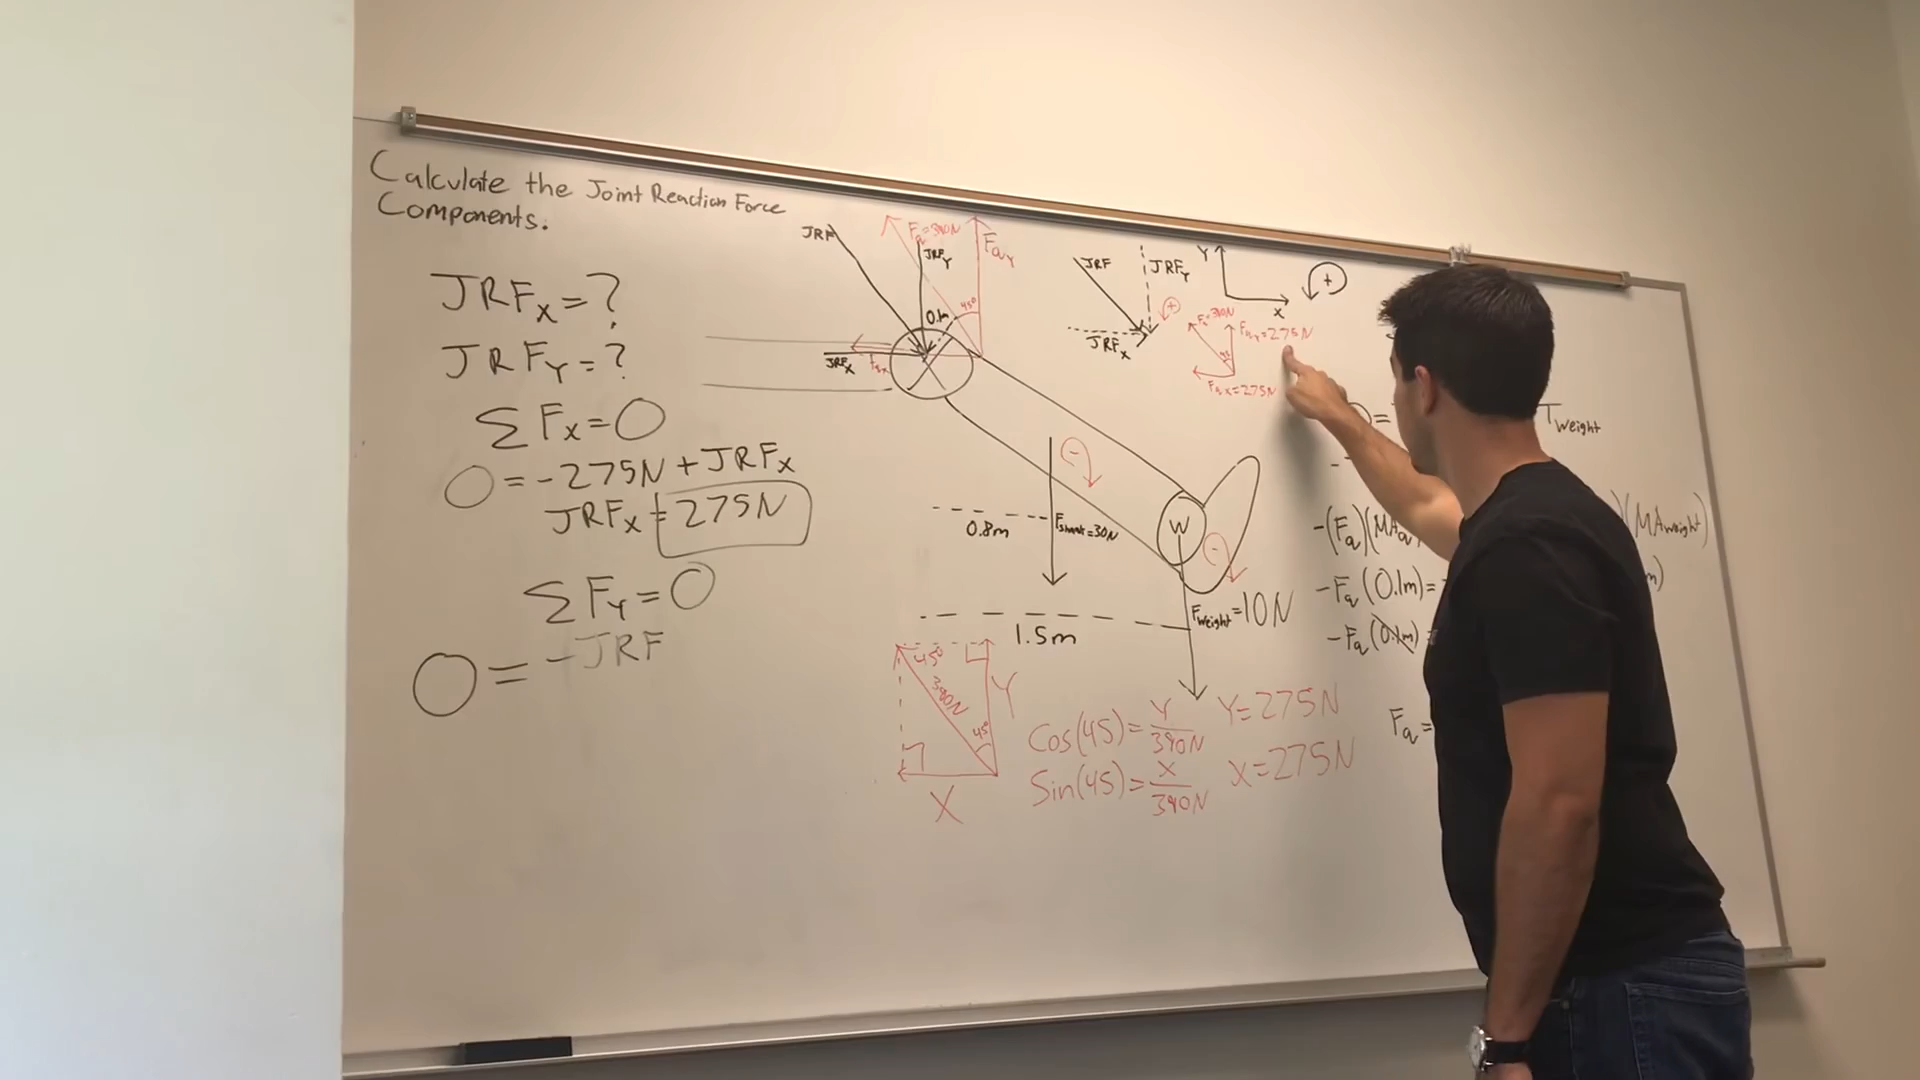 Calculate the Joint Reaction Force
Components.
JRFx = ?
JRFY = ?
ΣFx=0
0 = -275N + JRFx
JRFx = 275N
ΣFY=0
0 = -JRF
JRF
Fa=390N
JRFY
FaY
0.1m
45°
JRFx
Fax
JRF
JRFY
JRFx
Y
X
+
+
Fa=390N
FaY=275N
45
Fax=275N
-
0.8m
Fshank=30N
W
-
1.5m
Fweight=10N
45°
390N
45°
Y
X
Cos(45)= Y/390N Y=275N
Sin(45)= X/390N X=275N
Tweight
-(Fa)(MAa
)(MAweight)
-Fa(0.1m)=
m)
-Fa(0.1m)=
Fa=